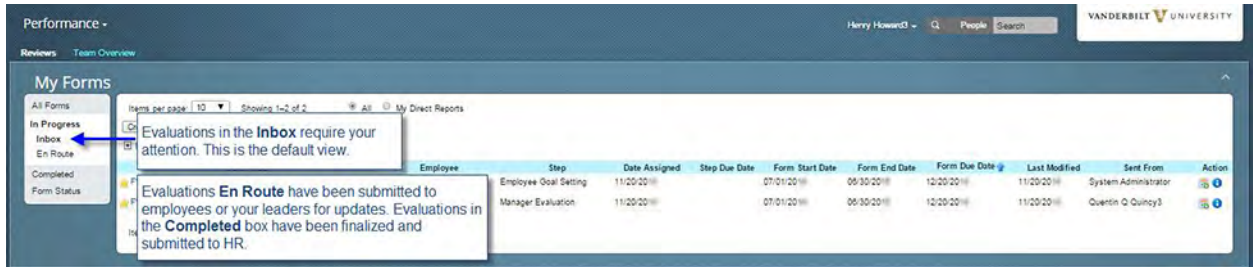 Performance
Herry Howard3
People
Search
VANDERBILT V UNIVERSITY
Reviews Team Overview
My Forms
All Forms
In Progress
Inbox
En Route
Completed
Form Status
Items per page 10 Showing 1-2 of 2 All My Direct Reports
Evaluations in the Inbox require your
attention. This is the default view.
Employee Step Date Assigned Step Due Date Form Start Date Form End Date Form Due Date Last Modified Sent From Action
Employee Goal Setting 11/20/20 07/01/20 06/30/20 12/20/20 11/20/20 System Administrator
Manager Evaluation 11/20/20 07/01/20 06/30/20 12/20/20 11/20/20 Quentin Q Quincy3
Evaluations En Route have been submitted to
employees or your leaders for updates. Evaluations in
the Completed box have been finalized and
submitted to HR.